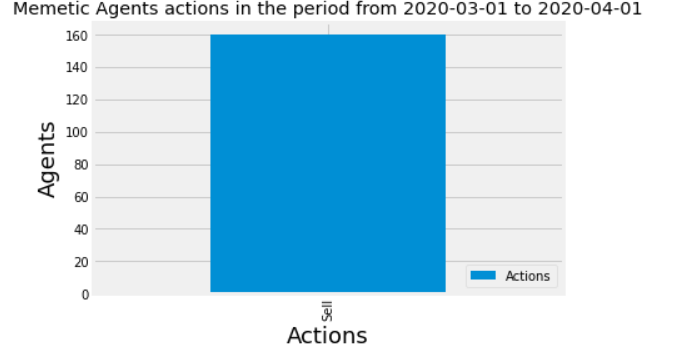 Memetic Agents actions in the period from 2020-03-01 to 2020-04-01
160
140
120
100
80
60
40
20
0
Agents
Sell
Actions
Actions